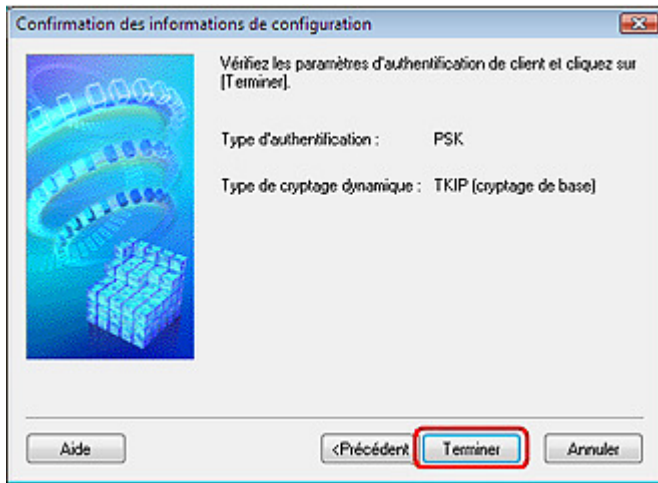 Confirmation des informations de configuration
Vérifiez les paramètres d'authentification de client et cliquez sur
[Terminer].
Type d'authentification : PSK
Type de cryptage dynamique : TKIP (cryptage de base)
Aide
<Précédent
Terminer
Annuler